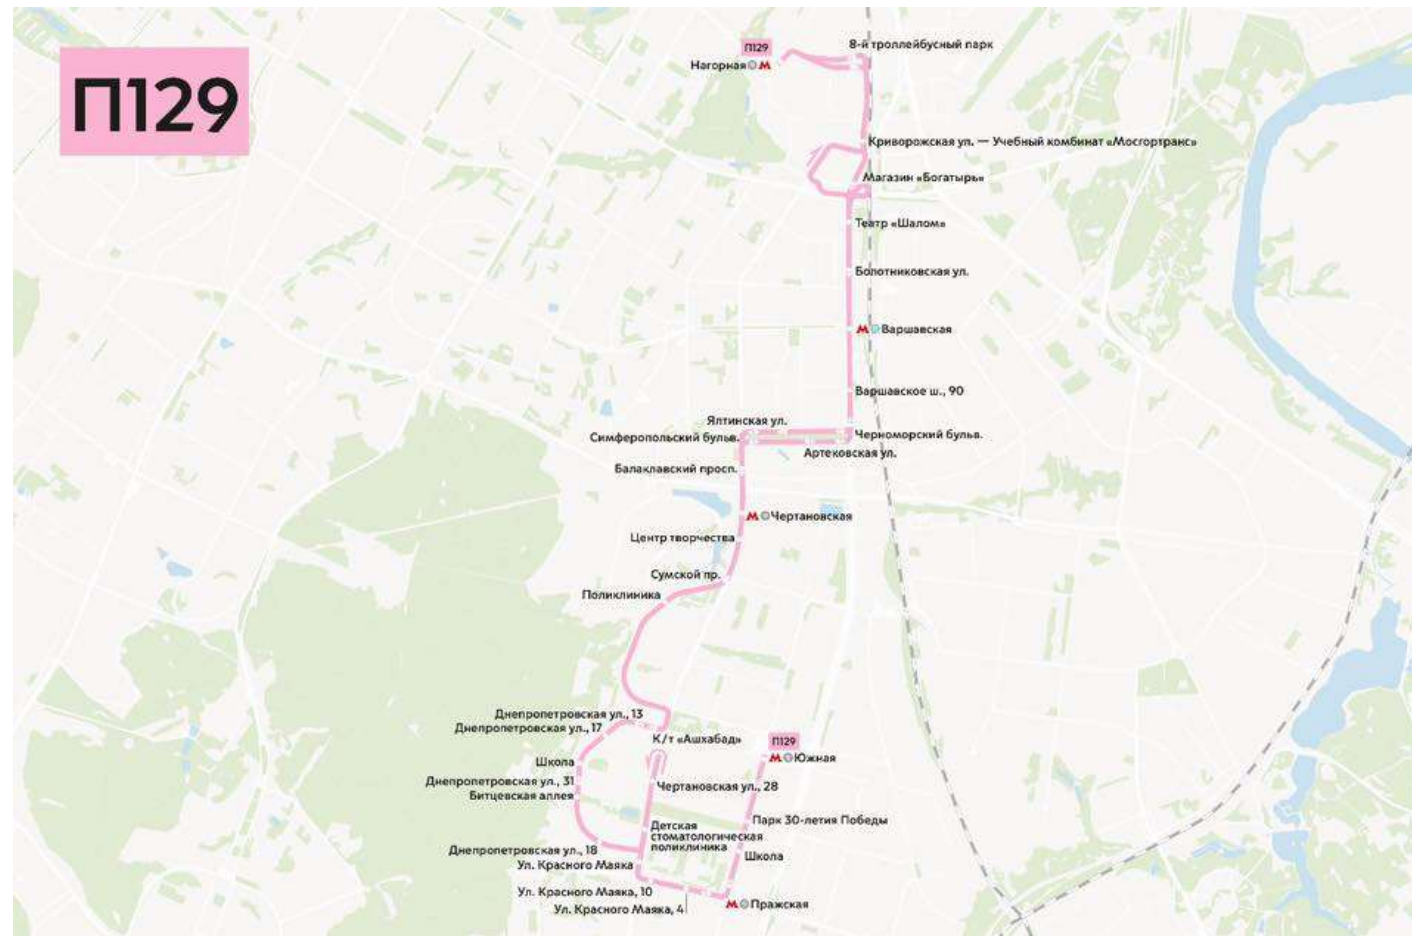 П129
П129
8-й троллейбусный парк
Нагорная М
Криворожская ул. — Учебный комбинат «Мосгортранс»
Магазин «Богатырь»
Театр «Шалом»
Болотниковская ул.
М Варшавская
Варшавское ш., 90
Ялтинская ул.
Симферопольский бульв.
Черноморский бульв.
Артековская ул.
Балаклавский просп.
М Чертановская
Центр творчества
Сумской пр.
Поликлиника
Днепропетровская ул., 13
Днепропетровская ул., 17
К/т «Ашхабад»
П129
М Южная
Школа
Днепропетровская ул., 31
Битцевская аллея
Чертановская ул., 28
Парк 30-летия Победы
Детская
стоматологическая
поликлиника
Днепропетровская ул., 18
Школа
Ул. Красного Маяка
Ул. Красного Маяка, 10
Ул. Красного Маяка, 4
М Пражская